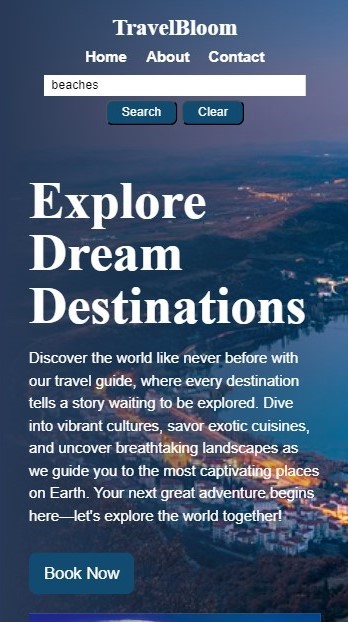 TravelBloom
Home About Contact
beaches
Search Clear
Explore
Dream
Destinations
Discover the world like never before with
our travel guide, where every destination
tells a story waiting to be explored. Dive
into vibrant cultures, savor exotic cuisines,
and uncover breathtaking landscapes as
we guide you to the most captivating places
on Earth. Your next great adventure begins
here—let's explore the world together!
Book Now